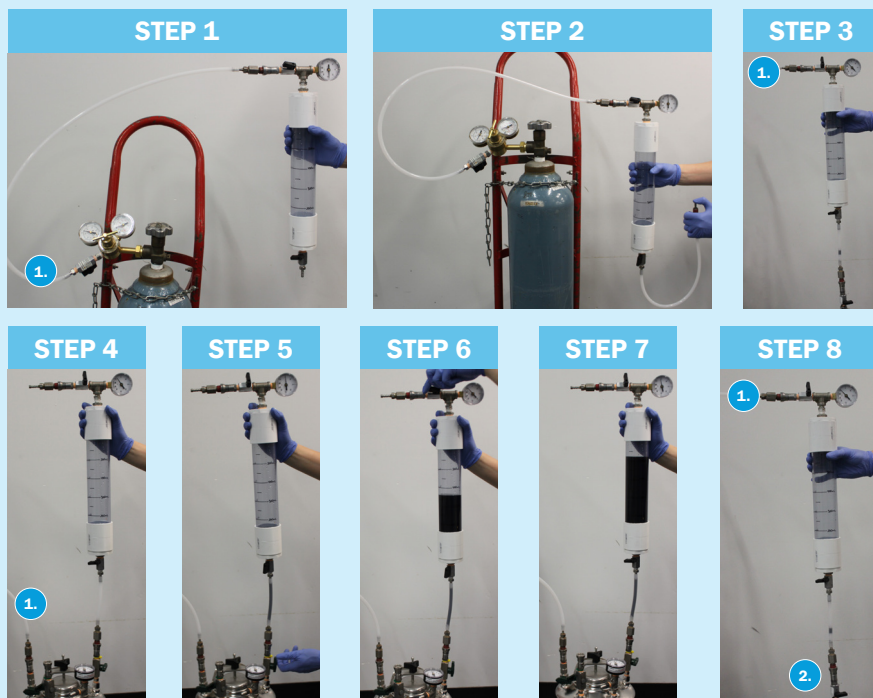 STEP 1
STEP 2
STEP 3
1.
1.
STEP 4
STEP 5
STEP 6
STEP 7
STEP 8
1.
1.
2.